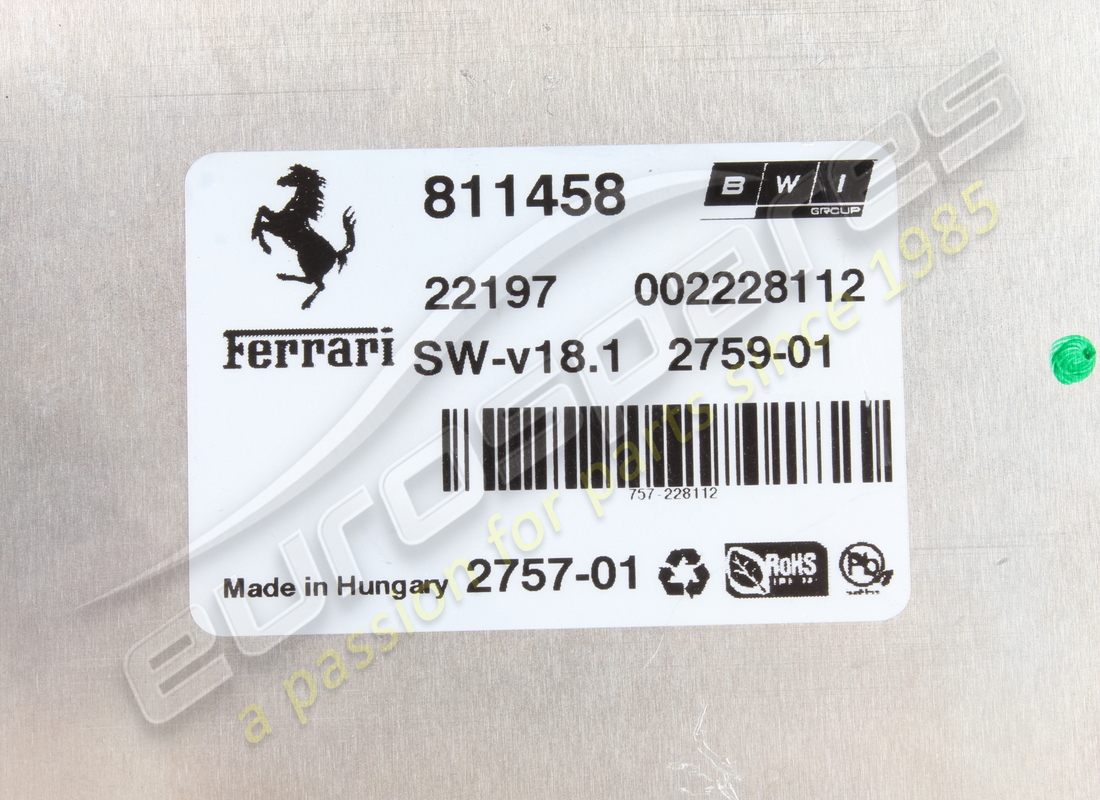 811458
BWI
GROUP
22197 002228112
Ferrari
SW-v18.1 2759-01
757-228112
Made in Hungary 2757-01
RoHS
Pb
eurospares
a passion for parts since 1985